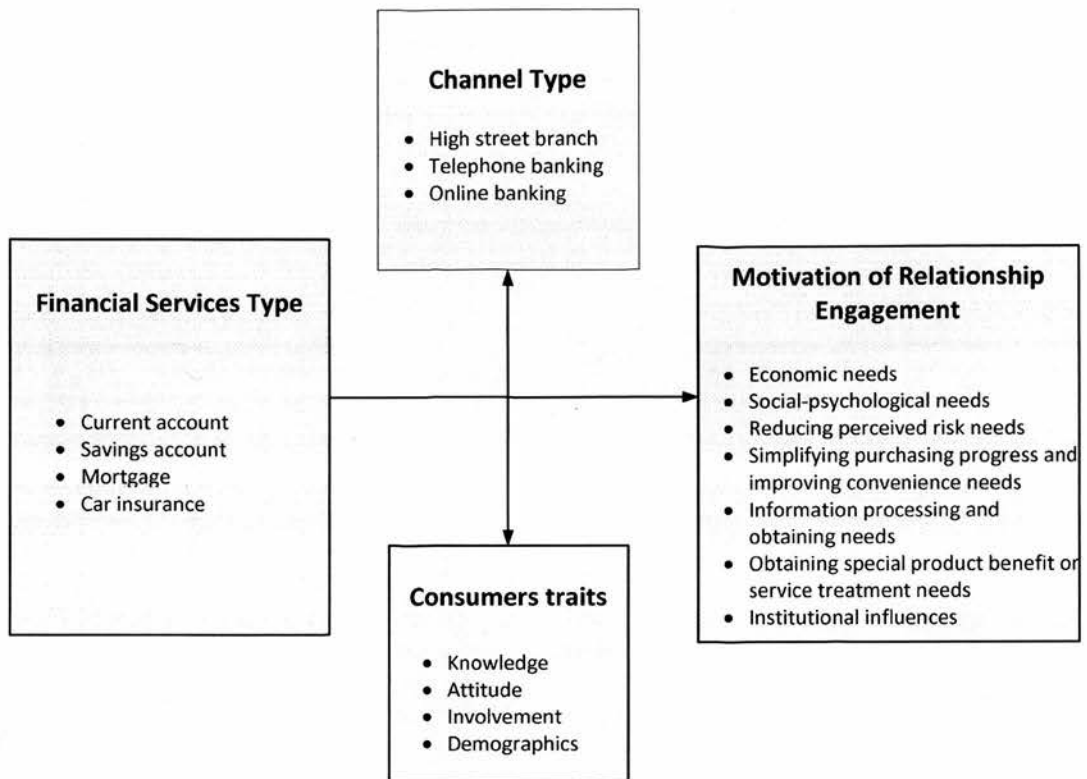 Channel Type
• High street branch
• Telephone banking
• Online banking
Financial Services Type
• Current account
• Savings account
• Mortgage
• Car insurance
Motivation of Relationship
Engagement
• Economic needs
• Social-psychological needs
• Reducing perceived risk needs
• Simplifying purchasing progress and
improving convenience needs
• Information processing and
obtaining needs
• Obtaining special product benefit or
service treatment needs
• Institutional influences
Consumers traits
• Knowledge
• Attitude
• Involvement
• Demographics